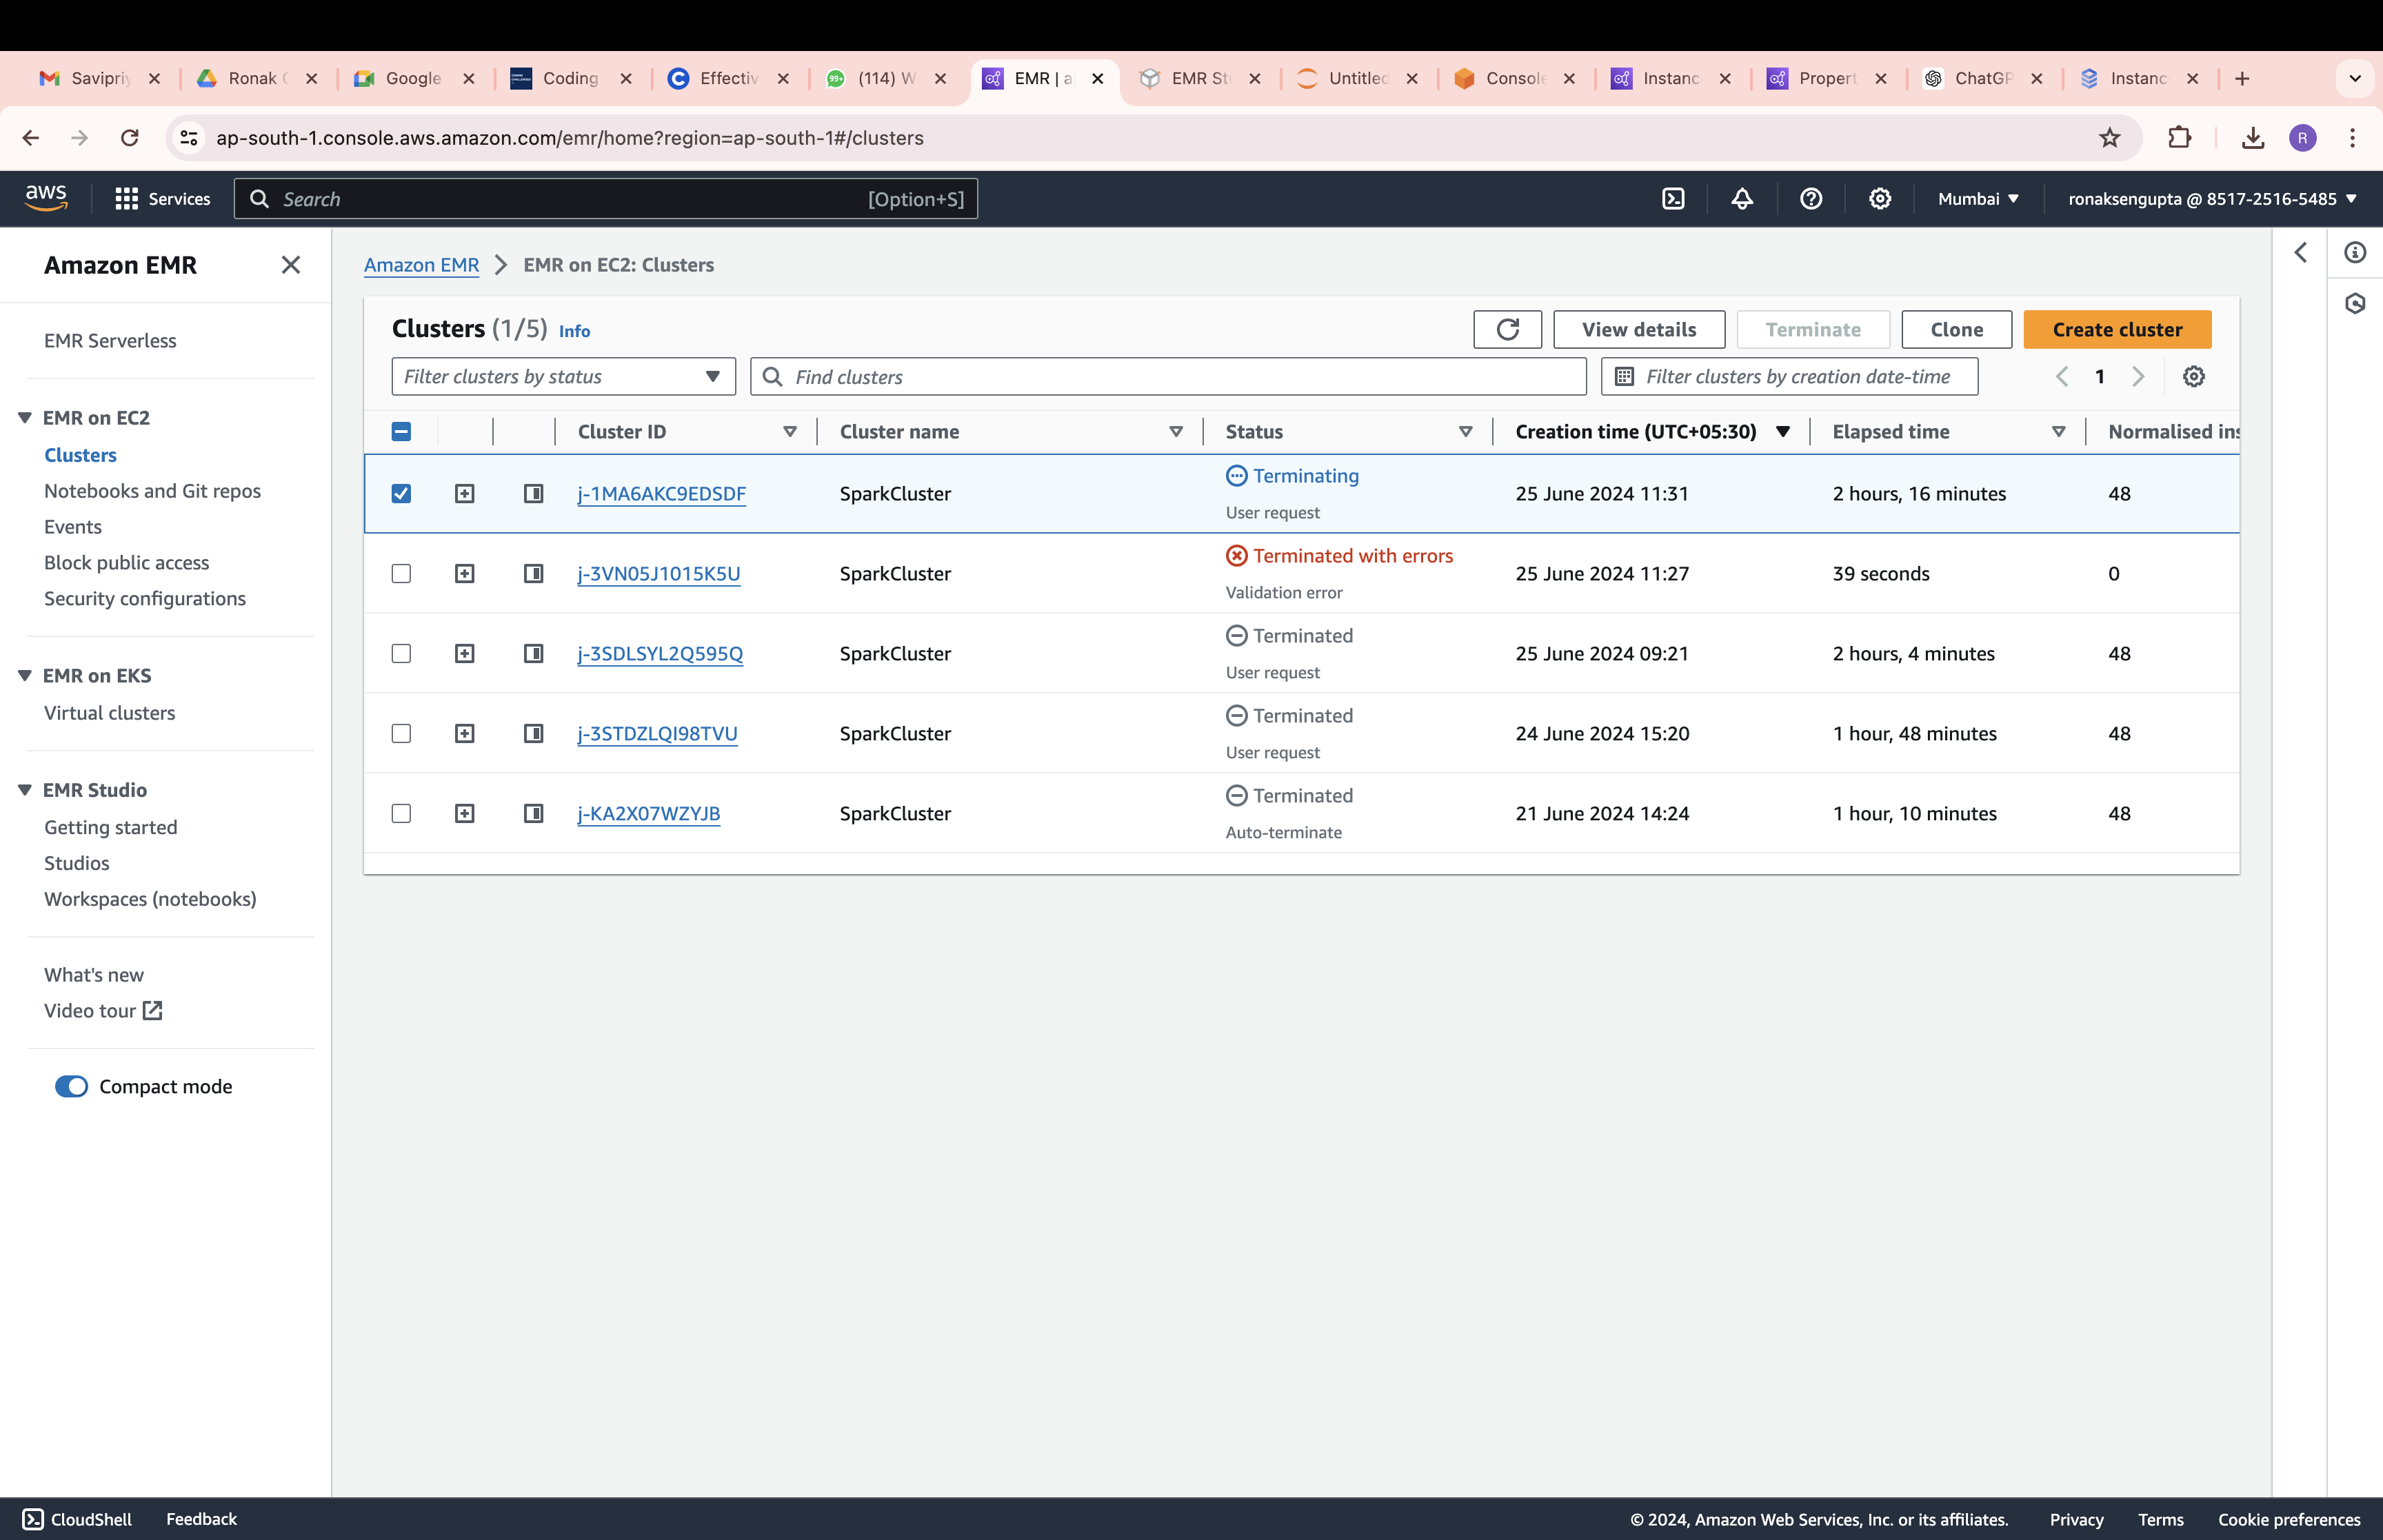 Savipriy
Ronak C
Google
Coding
Effectiv
(114) W
EMR | a
EMR St
Untitled
Console
Instanc
Propert
ChatGP
Instanc
ap-south-1.console.aws.amazon.com/emr/home?region=ap-south-1#/clusters
R
aws
Services
Search
[Option+S]
Mumbai
ronaksengupta @ 8517-2516-5485
Amazon EMR
EMR Serverless
EMR on EC2
Clusters
Notebooks and Git repos
Events
Block public access
Security configurations
EMR on EKS
Virtual clusters
EMR Studio
Getting started
Studios
Workspaces (notebooks)
What's new
Video tour
Compact mode
Amazon EMR > EMR on EC2: Clusters
Clusters (1/5) Info
View details
Terminate
Clone
Create cluster
Filter clusters by status
Find clusters
Filter clusters by creation date-time
1
Cluster ID Cluster name Status Creation time (UTC+05:30) Elapsed time Normalised ins
j-1MA6AKC9EDSDF SparkCluster Terminating 25 June 2024 11:31 2 hours, 16 minutes 48
User request
j-3VN05J1015K5U SparkCluster Terminated with errors 25 June 2024 11:27 39 seconds 0
Validation error
j-3SDLSYL2Q595Q SparkCluster Terminated 25 June 2024 09:21 2 hours, 4 minutes 48
User request
j-3STDZLQI98TVU SparkCluster Terminated 24 June 2024 15:20 1 hour, 48 minutes 48
User request
j-KA2X07WZYJB SparkCluster Terminated 21 June 2024 14:24 1 hour, 10 minutes 48
Auto-terminate
CloudShell
Feedback
© 2024, Amazon Web Services, Inc. or its affiliates.
Privacy
Terms
Cookie preferences